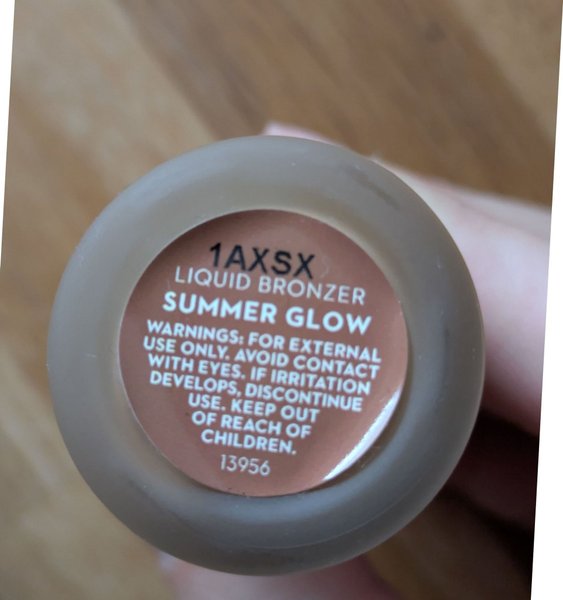 1AXSX
LIQUID BRONZER
SUMMER GLOW
WARNINGS: FOR EXTERNAL
USE ONLY. AVOID CONTACT
WITH EYES. IF IRRITATION
DEVELOPS, DISCONTINUE
USE. KEEP OUT
OF REACH OF
CHILDREN.
13956